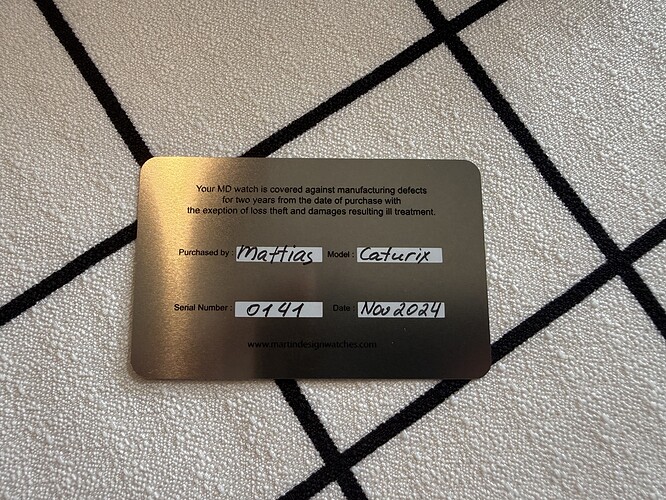 Your MD watch is covered against manufacturing defects
for two years from the date of purchase with
the exeption of loss theft and damages resulting ill treatment.
Purchased by : Mattias Model : Caturix
Serial Number : 0141 Date : Nov 2024
www.martindesignwatches.com